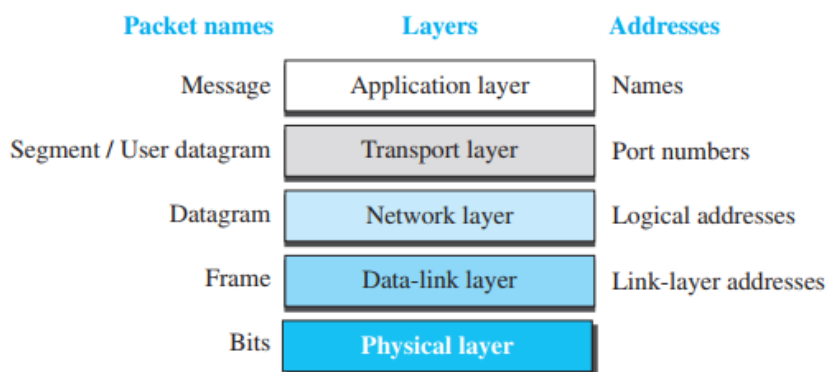 Packet names Layers Addresses
Message Application layer Names
Segment / User datagram Transport layer Port numbers
Datagram Network layer Logical addresses
Frame Data-link layer Link-layer addresses
Bits Physical layer